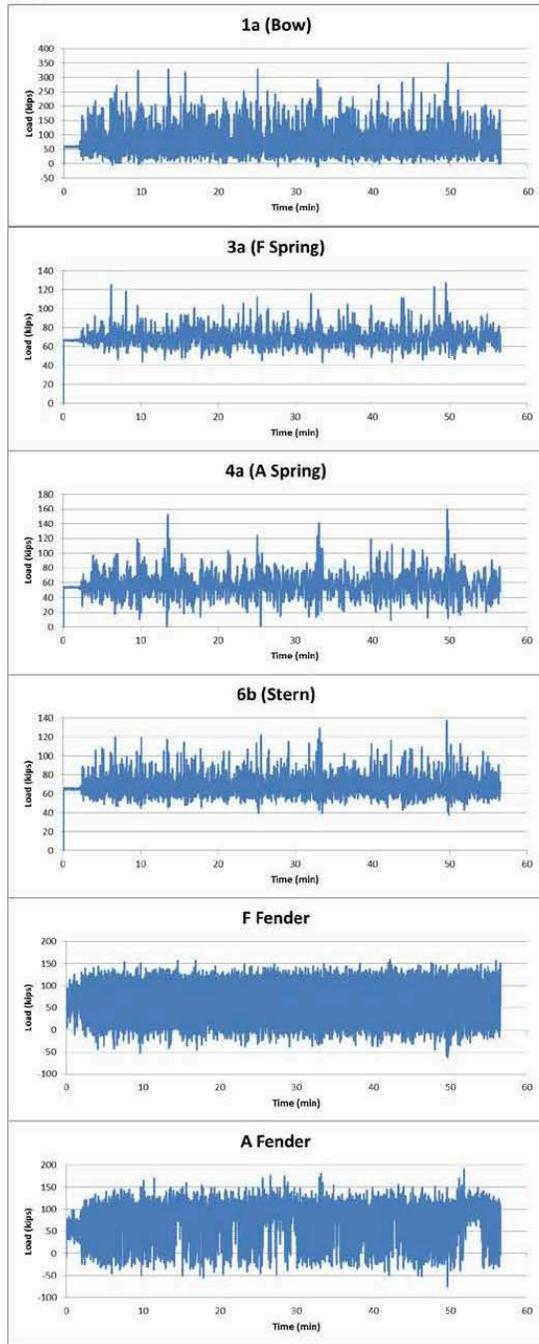 1a (Bow)
400
350
300
250
200
150
100
50
0
-50
Load (kips)
0 10 20 30 40 50 60
Time (min)
3a (F Spring)
140
120
100
80
60
40
20
0
Load (kips)
0 10 20 30 40 50 60
Time (min)
4a (A Spring)
180
160
140
120
100
80
60
40
20
0
Load (kips)
0 10 20 30 40 50 60
Time (min)
6b (Stern)
140
120
100
80
60
40
20
0
Load (kips)
0 10 20 30 40 50 60
Time (min)
F Fender
200
150
100
50
0
-50
-100
Load (kips)
0 10 20 30 40 50 60
Time (min)
A Fender
200
150
100
50
0
-50
-100
Load (kips)
0 10 20 30 40 50 60
Time (min)